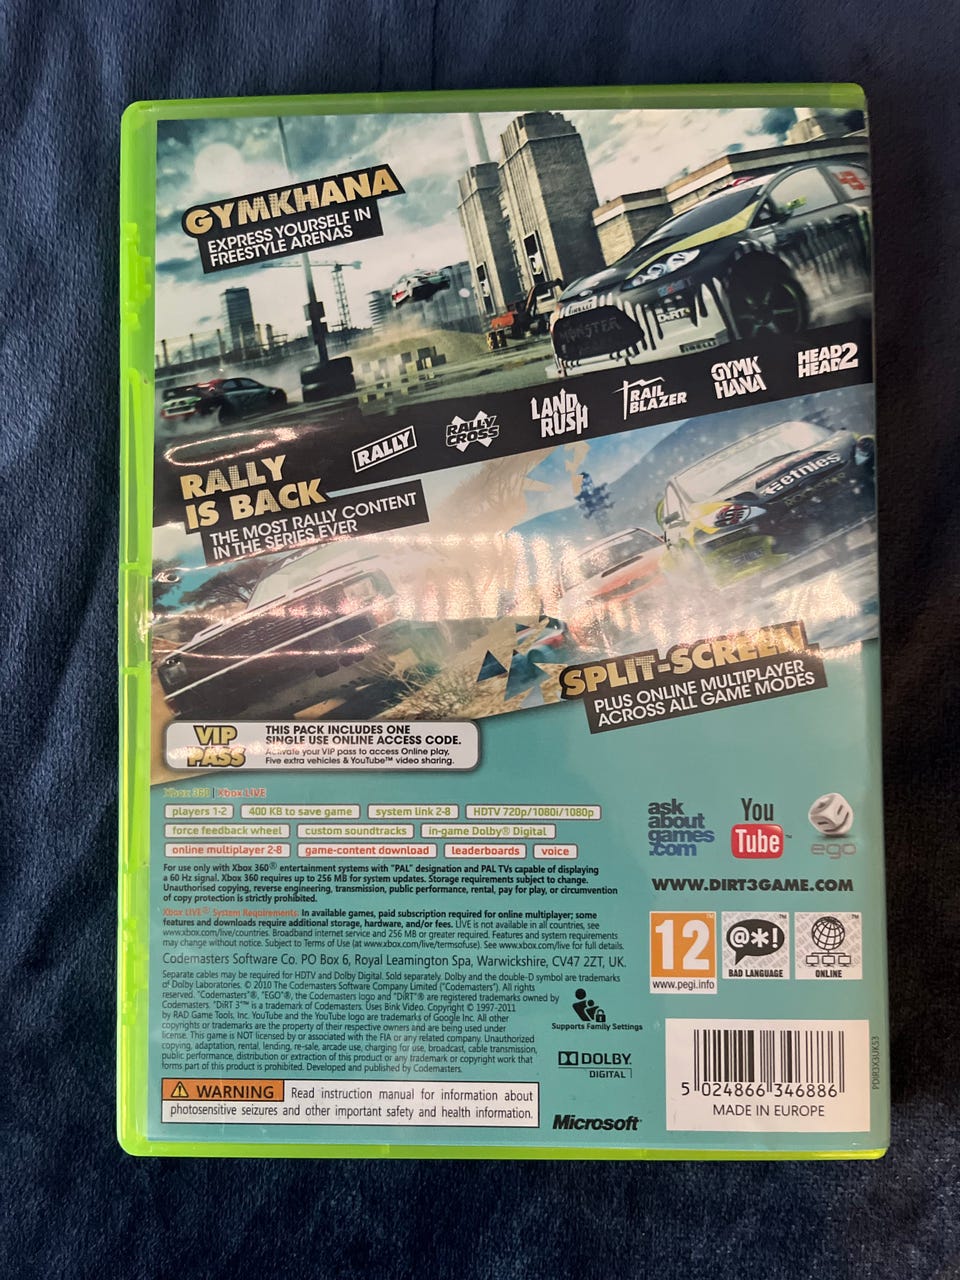 GYMKHANA
EXPRESS YOURSELF IN
FREESTYLE ARENAS
MONSTER
DiRT3
PIRELLI
RALLY
RALLY
CROSS
LAND
RUSH
TRAIL
BLAZER
GYMK
HANA
HEAD 2
HEAD
RALLY
IS BACK
THE MOST RALLY CONTENT
IN THE SERIES EVER
etnies
SPLIT-SCREEN
PLUS ONLINE MULTIPLAYER
ACROSS ALL GAME MODES
VIP
PASS
THIS PACK INCLUDES ONE
SINGLE USE ONLINE ACCESS CODE.
Activate your VIP pass to access Online play,
Five extra vehicles & YouTube™ video sharing.
Xbox 360 | Xbox LIVE
players 1-2
400 KB to save game
system link 2-8
HDTV 720p/1080i/1080p
force feedback wheel
custom soundtracks
in-game Dolby® Digital
online multiplayer 2-8
game-content download
leaderboards
voice
ask
about
games
.com
You
Tube™
ego
For use only with Xbox 360® entertainment systems with "PAL" designation and PAL TVs capable of displaying
a 60 Hz signal. Xbox 360 requires up to 256 MB for system updates. Storage requirements subject to change.
Unauthorised copying, reverse engineering, transmission, public performance, rental, pay for play, or circumvention
of copy protection is strictly prohibited.
Xbox LIVE® System Requirements. In available games, paid subscription required for online multiplayer; some
features and downloads require additional storage, hardware, and/or fees. LIVE is not available in all countries, see
www.xbox.com/live/countries. Broadband internet service and 256 MB or greater required. Features and system requirements
may change without notice. Subject to Terms of Use (at www.xbox.com/live/termsofuse). See www.xbox.com/live for full details.
Codemasters Software Co. PO Box 6, Royal Leamington Spa, Warwickshire, CV47 2ZT, UK.
Separate cables may be required for HDTV and Dolby Digital. Sold separately. Dolby and the double-D symbol are trademarks
of Dolby Laboratories. © 2010 The Codemasters Software Company Limited ("Codemasters"). All rights
reserved. "Codemasters"®, "EGO"®, the Codemasters logo and "DiRT"® are registered trademarks owned by
Codemasters. "DiRT 3"™ is a trademark of Codemasters. Uses Bink Video. Copyright © 1997-2011
by RAD Game Tools, Inc. YouTube and the YouTube logo are trademarks of Google Inc. All other
copyrights or trademarks are the property of their respective owners and are being used under
license. This game is NOT licensed by or associated with the FIA or any related company. Unauthorized
copying, adaptation, rental, lending, re-sale, arcade use, charging for use, broadcast, cable transmission,
public performance, distribution or extraction of this product or any trademark or copyright work that
forms part of this product is prohibited. Developed and published by Codemasters.
WARNING Read instruction manual for information about
photosensitive seizures and other important safety and health information.
WWW.DIRT3GAME.COM
12
www.pegi.info
@*!
BAD LANGUAGE
ONLINE
Supports Family Settings
DOLBY
DIGITAL
Microsoft®
5 024866 346886
MADE IN EUROPE
PDIR3X3UKS3